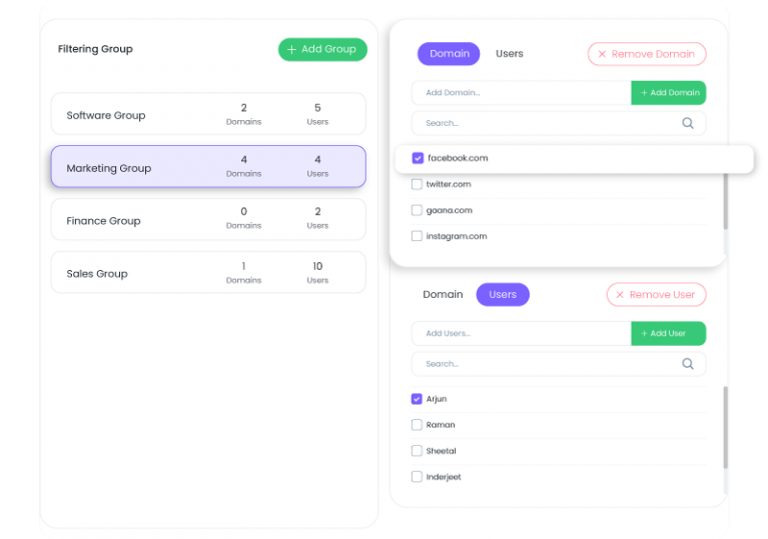 Filtering Group
+ Add Group
Software Group
2
Domains
5
Users
Marketing Group
4
Domains
4
Users
Finance Group
0
Domains
2
Users
Sales Group
1
Domains
10
Users
Domain
Users
× Remove Domain
Add Domain...
+ Add Domain
Search...
facebook.com
twitter.com
gaana.com
instagram.com
Domain
Users
× Remove User
Add Users...
+ Add User
Search...
Arjun
Raman
Sheetal
Inderjeet